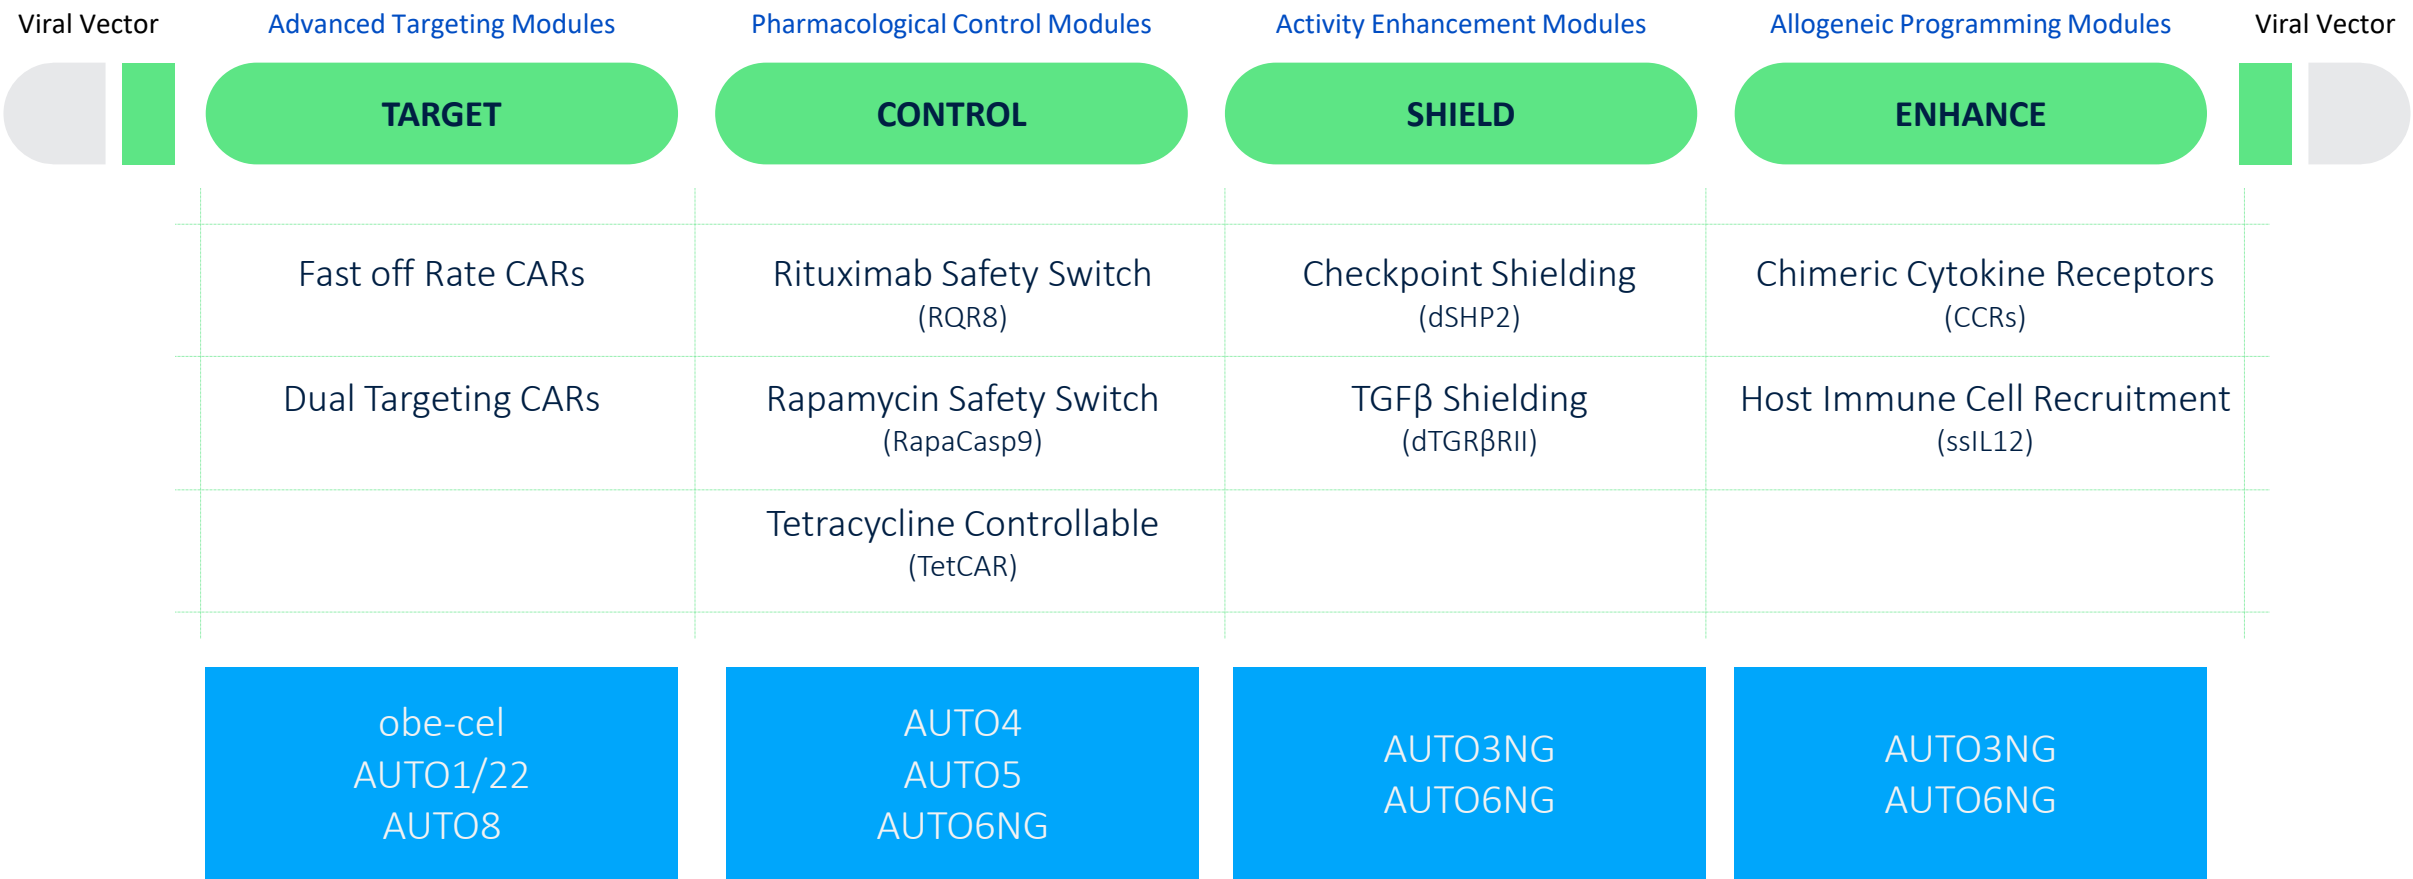 Viral Vector
Advanced Targeting Modules
Pharmacological Control Modules
Activity Enhancement Modules
Allogeneic Programming Modules
Viral Vector
TARGET
CONTROL
SHIELD
ENHANCE
Fast off Rate CARs
Rituximab Safety Switch
(RQR8)
Checkpoint Shielding
(dSHP2)
Chimeric Cytokine Receptors
(CCRs)
Dual Targeting CARs
Rapamycin Safety Switch
(RapaCasp9)
TGFβ Shielding
(dTGRβRII)
Host Immune Cell Recruitment
(ssIL12)
Tetracycline Controllable
(TetCAR)
obe-cel
AUTO1/22
AUTO8
AUTO4
AUTO5
AUTO6NG
AUTO3NG
AUTO6NG
AUTO3NG
AUTO6NG